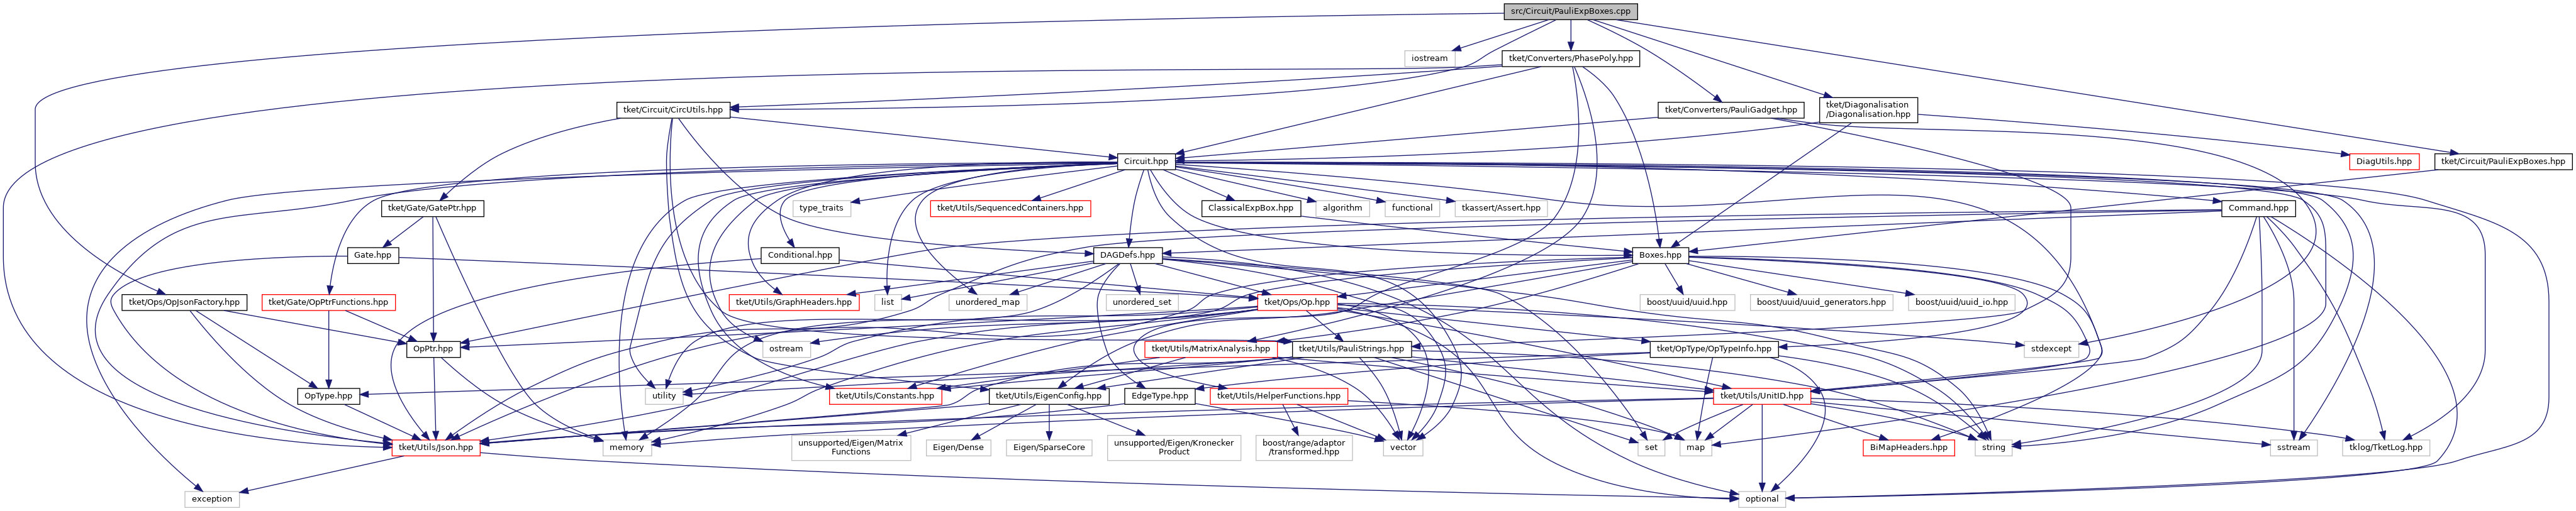 src/Circuit/PauliExpBoxes.cpp
iostream
tket/Converters/PhasePoly.hpp
tket/Circuit/CircUtils.hpp
tket/Converters/PauliGadget.hpp
tket/Diagonalisation
/Diagonalisation.hpp
Circuit.hpp
DiagUtils.hpp
tket/Circuit/PauliExpBoxes.hpp
tket/Gate/GatePtr.hpp
type_traits
tket/Utils/SequencedContainers.hpp
ClassicalExpBox.hpp
algorithm
functional
tkassert/Assert.hpp
Command.hpp
Gate.hpp
Conditional.hpp
DAGDefs.hpp
Boxes.hpp
tket/Ops/OpJsonFactory.hpp
tket/Gate/OpPtrFunctions.hpp
tket/Utils/GraphHeaders.hpp
list
unordered_map
unordered_set
tket/Ops/Op.hpp
boost/uuid/uuid.hpp
boost/uuid/uuid_generators.hpp
boost/uuid/uuid_io.hpp
OpPtr.hpp
ostream
tket/Utils/MatrixAnalysis.hpp
tket/Utils/PauliStrings.hpp
tket/OpType/OpTypeInfo.hpp
stdexcept
OpType.hpp
utility
tket/Utils/Constants.hpp
tket/Utils/EigenConfig.hpp
EdgeType.hpp
tket/Utils/HelperFunctions.hpp
tket/Utils/UnitID.hpp
tket/Utils/Json.hpp
memory
unsupported/Eigen/Matrix
Functions
Eigen/Dense
Eigen/SparseCore
unsupported/Eigen/Kronecker
Product
boost/range/adaptor
/transformed.hpp
vector
set
map
BiMapHeaders.hpp
string
sstream
tklog/TketLog.hpp
exception
optional